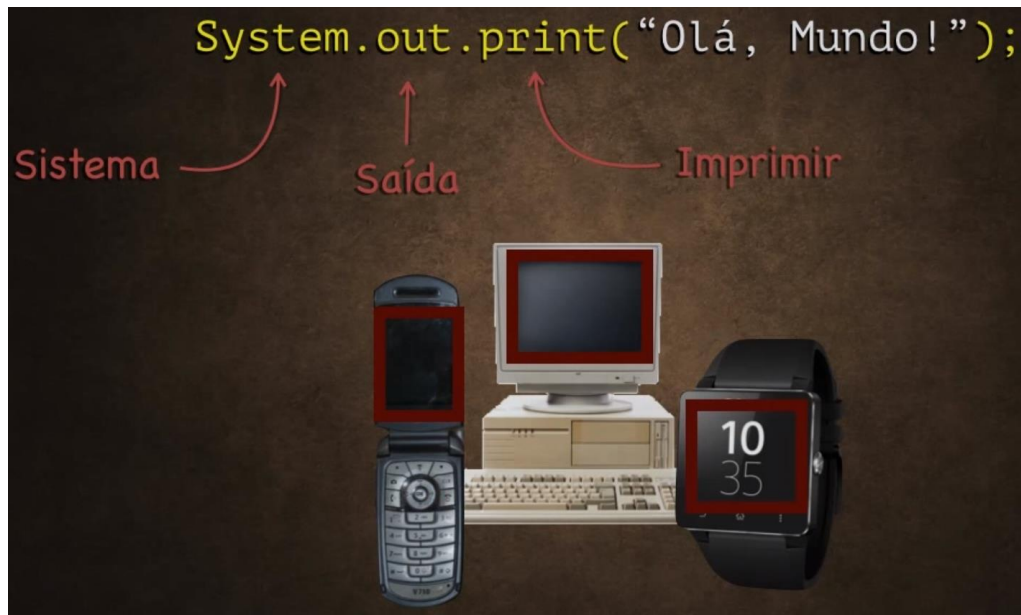 System.out.print(“Olá, Mundo!”);
Sistema
Saída
Imprimir
10
35